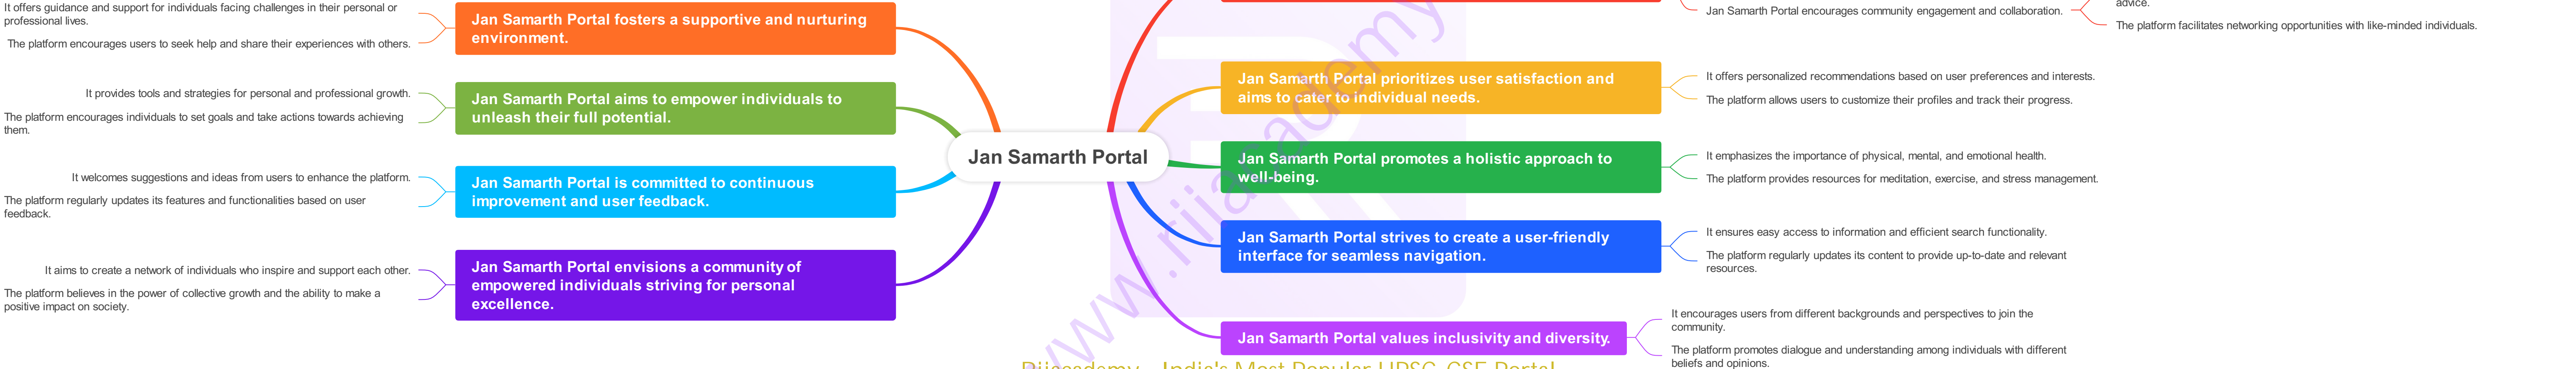 It offers guidance and support for individuals facing challenges in their personal or
professional lives.
The platform encourages users to seek help and share their experiences with others.
Jan Samarth Portal fosters a supportive and nurturing
environment.
It provides tools and strategies for personal and professional growth.
The platform encourages individuals to set goals and take actions towards achieving
them.
Jan Samarth Portal aims to empower individuals to
unleash their full potential.
It welcomes suggestions and ideas from users to enhance the platform.
The platform regularly updates its features and functionalities based on user
feedback.
Jan Samarth Portal is committed to continuous
improvement and user feedback.
It aims to create a network of individuals who inspire and support each other.
The platform believes in the power of collective growth and the ability to make a
positive impact on society.
Jan Samarth Portal envisions a community of
empowered individuals striving for personal
excellence.
Jan Samarth Portal
Jan Samarth Portal encourages community engagement and collaboration.
advice.
The platform facilitates networking opportunities with like-minded individuals.
Jan Samarth Portal prioritizes user satisfaction and
aims to cater to individual needs.
It offers personalized recommendations based on user preferences and interests.
The platform allows users to customize their profiles and track their progress.
Jan Samarth Portal promotes a holistic approach to
well-being.
It emphasizes the importance of physical, mental, and emotional health.
The platform provides resources for meditation, exercise, and stress management.
Jan Samarth Portal strives to create a user-friendly
interface for seamless navigation.
It ensures easy access to information and efficient search functionality.
The platform regularly updates its content to provide up-to-date and relevant
resources.
Jan Samarth Portal values inclusivity and diversity.
It encourages users from different backgrounds and perspectives to join the
community.
The platform promotes dialogue and understanding among individuals with different
beliefs and opinions.
www.rijiacademy
Rijiacademy - India's Most Popular UPSC-CSE Portal